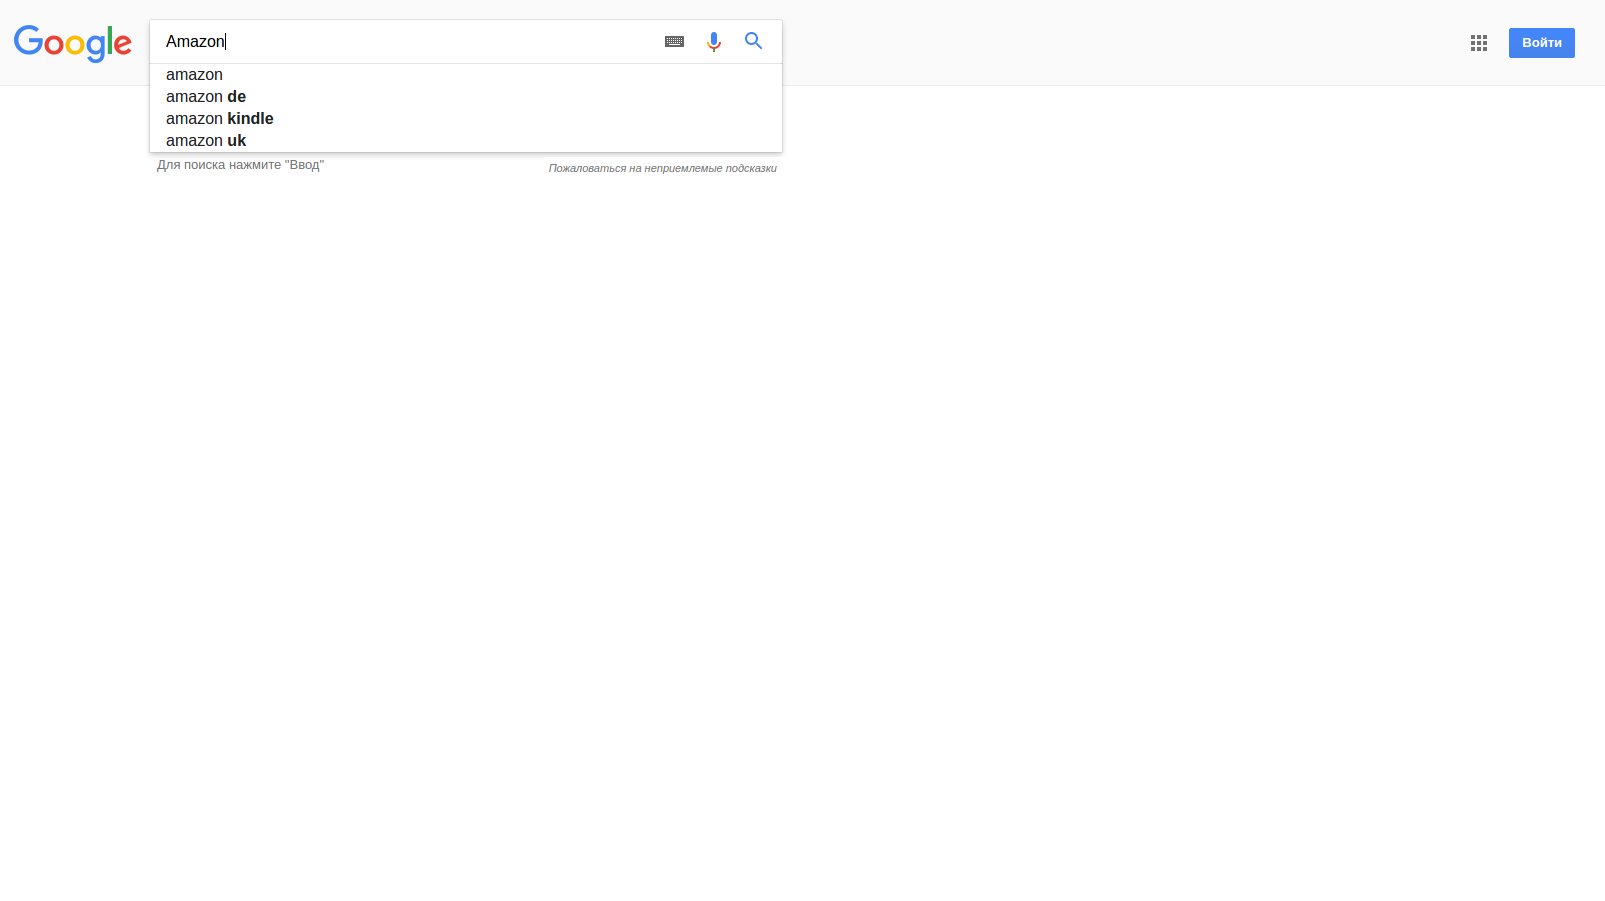 Google
Amazon
Войти
amazon
amazon de
amazon kindle
amazon uk
Для поиска нажмите "Ввод"
Пожаловаться на неприемлемые подсказки